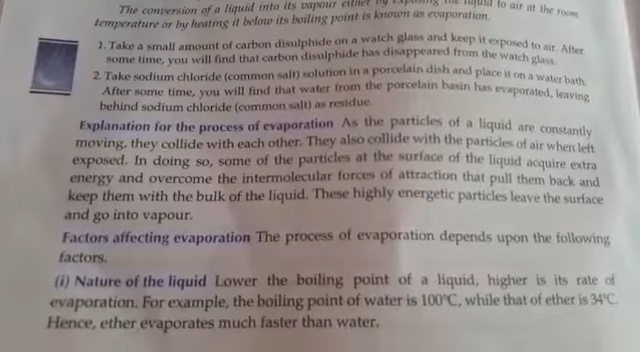 The conversion of a liquid into its vapour either by exposing the liquid to air at the room
temperature or by heating it below its boiling point is known as evaporation.
1. Take a small amount of carbon disulphide on a watch glass and keep it exposed to air. After
some time, you will find that carbon disulphide has disappeared from the watch glass.
2. Take sodium chloride (common salt) solution in a porcelain dish and place it on a water bath.
After some time, you will find that water from the porcelain basin has evaporated, leaving
behind sodium chloride (common salt) as residue.
Explanation for the process of evaporation As the particles of a liquid are constantly
moving, they collide with each other. They also collide with the particles of air when left
exposed. In doing so, some of the particles at the surface of the liquid acquire extra
energy and overcome the intermolecular forces of attraction that pull them back and
keep them with the bulk of the liquid. These highly energetic particles leave the surface
and go into vapour.
Factors affecting evaporation The process of evaporation depends upon the following
factors.
(i) Nature of the liquid Lower the boiling point of a liquid, higher is its rate of
evaporation. For example, the boiling point of water is 100°C, while that of ether is 34°C.
Hence, ether evaporates much faster than water.